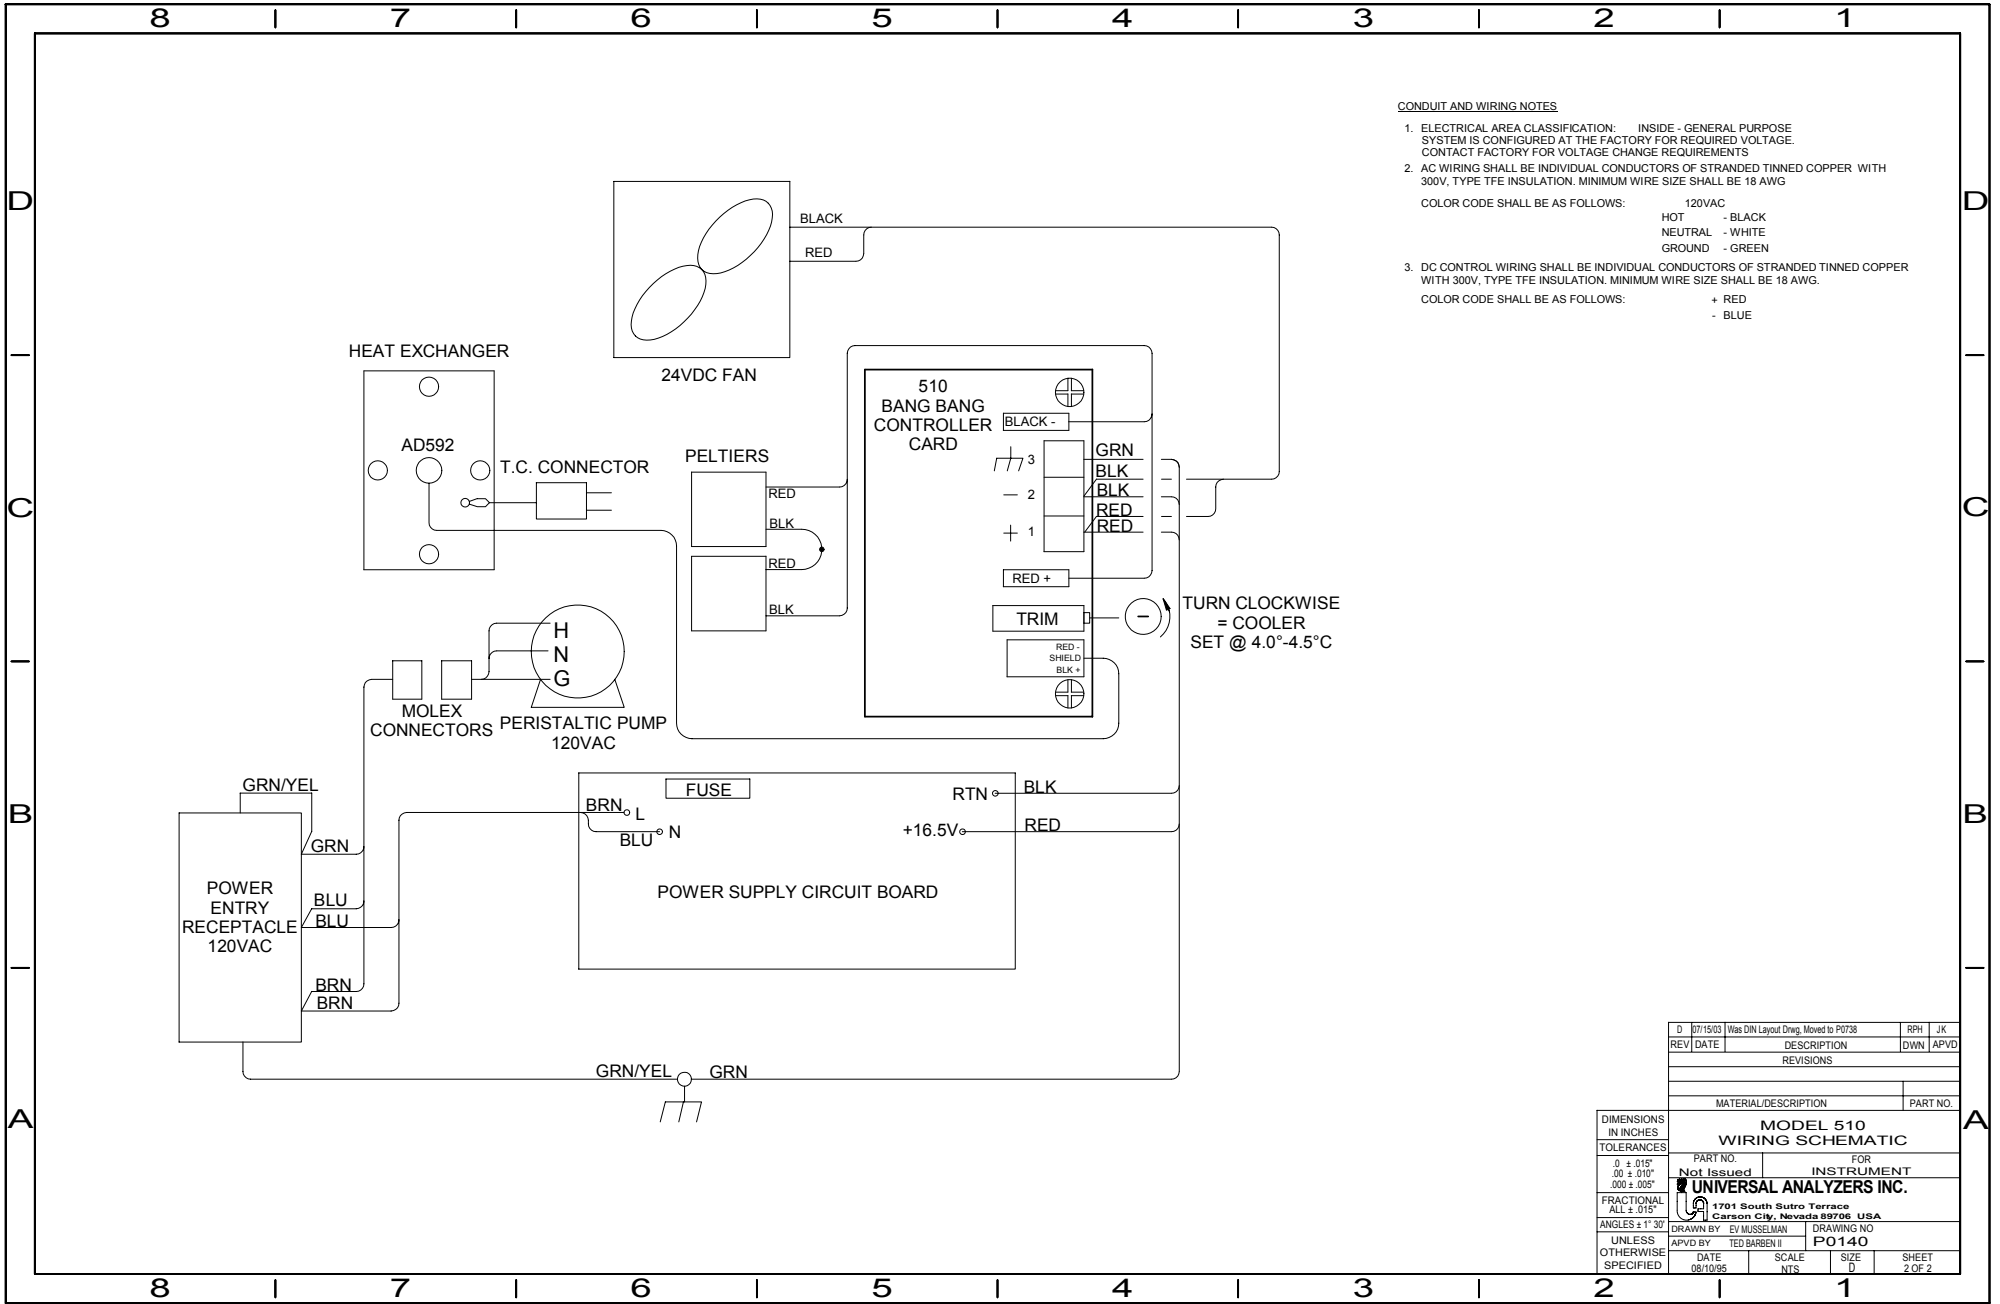 8 7 6 5 4 3 2 1
D
C
B
A
D
C
B
A
CONDUIT AND WIRING NOTES
1. ELECTRICAL AREA CLASSIFICATION: INSIDE - GENERAL PURPOSE
SYSTEM IS CONFIGURED AT THE FACTORY FOR REQUIRED VOLTAGE.
CONTACT FACTORY FOR VOLTAGE CHANGE REQUIREMENTS
2. AC WIRING SHALL BE INDIVIDUAL CONDUCTORS OF STRANDED TINNED COPPER WITH
300V, TYPE TFE INSULATION. MINIMUM WIRE SIZE SHALL BE 18 AWG
COLOR CODE SHALL BE AS FOLLOWS: 120VAC
HOT - BLACK
NEUTRAL - WHITE
GROUND - GREEN
3. DC CONTROL WIRING SHALL BE INDIVIDUAL CONDUCTORS OF STRANDED TINNED COPPER
WITH 300V, TYPE TFE INSULATION. MINIMUM WIRE SIZE SHALL BE 18 AWG.
COLOR CODE SHALL BE AS FOLLOWS: + RED
- BLUE
BLACK
RED
24VDC FAN
HEAT EXCHANGER
AD592
T.C. CONNECTOR
PELTIERS
RED
BLK
RED
BLK
510
BANG BANG
CONTROLLER
CARD
BLACK -
3
— 2
+ 1
GRN
BLK
BLK
RED
RED
RED +
TRIM
RED -
SHIELD
BLK +
–
TURN CLOCKWISE
= COOLER
SET @ 4.0°-4.5°C
H
N
G
MOLEX
CONNECTORS
PERISTALTIC PUMP
120VAC
GRN/YEL
GRN
BLU
BLU
BRN
BRN
POWER
ENTRY
RECEPTACLE
120VAC
FUSE
BRN L
BLU N
RTN BLK
+16.5V RED
POWER SUPPLY CIRCUIT BOARD
GRN/YEL GRN
D 07/15/03 Was DIN Layout Drwg, Moved to P0738 RPH JK
REV DATE DESCRIPTION DWN APVD
REVISIONS
MATERIAL/DESCRIPTION PART NO.
DIMENSIONS
IN INCHES
TOLERANCES
.0 ± .015"
.00 ± .010"
.000 ± .005"
FRACTIONAL
ALL ± .015"
ANGLES ± 1° 30'
UNLESS
OTHERWISE
SPECIFIED
MODEL 510
WIRING SCHEMATIC
PART NO. FOR
Not Issued INSTRUMENT
UA
UNIVERSAL ANALYZERS INC.
1701 South Sutro Terrace
Carson City, Nevada 89706 USA
DRAWN BY EV MUSSELMAN DRAWING NO
APVD BY TED BARBEN II P0140
DATE SCALE SIZE SHEET
08/10/95 NTS D 2 OF 2
8 7 6 5 4 3 2 1